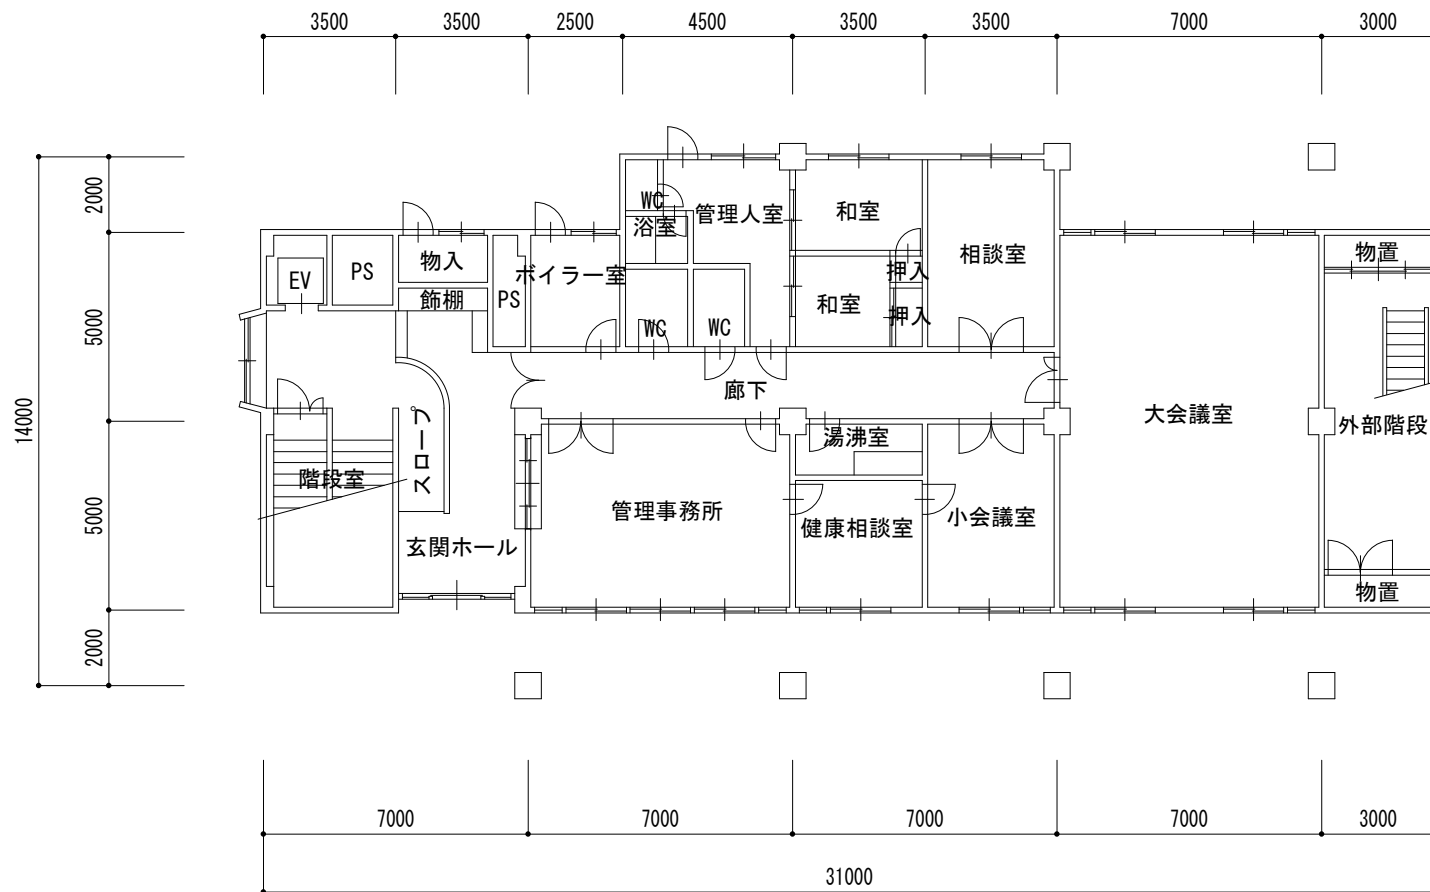 3500
3500
2500
4500
3500
3500
7000
3000
2000
5000
14000
5000
2000
WC
浴室
管理人室
和室
相談室
物置
EV
PS
物入
飾棚
PS
ボイラー室
押入
和室
押入
WC
WC
廊下
大会議室
外部階段
スロープ
湯沸室
階段室
管理事務所
健康相談室
小会議室
玄関ホール
物置
7000
7000
7000
7000
3000
31000